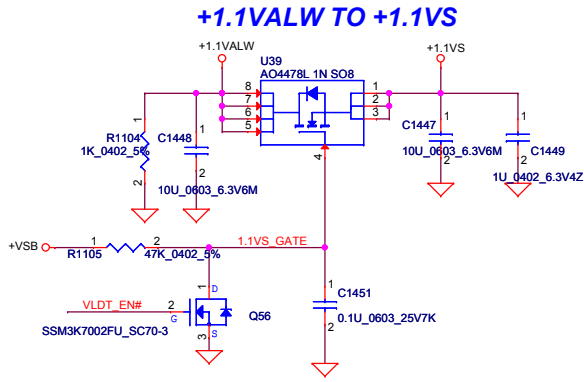 +1.1VALW TO +1.1VS
+1.1VALW
U39
AO4478L 1N SO8
+1.1VS
8
7
6
5
1
2
3
4
1
R1104
1K_0402_5%
2
1
C1448
2
10U_0603_6.3V6M
1
C1447
10U_0603_6.3V6M
2
1
C1449
2
1U_0402_6.3V4Z
+VSB
1
R1105
2
47K_0402_5%
1.1VS_GATE
1
D
VLDT_EN#
2
G
Q56
S
3
SSM3K7002FU_SC70-3
1
C1451
0.1U_0603_25V7K
2